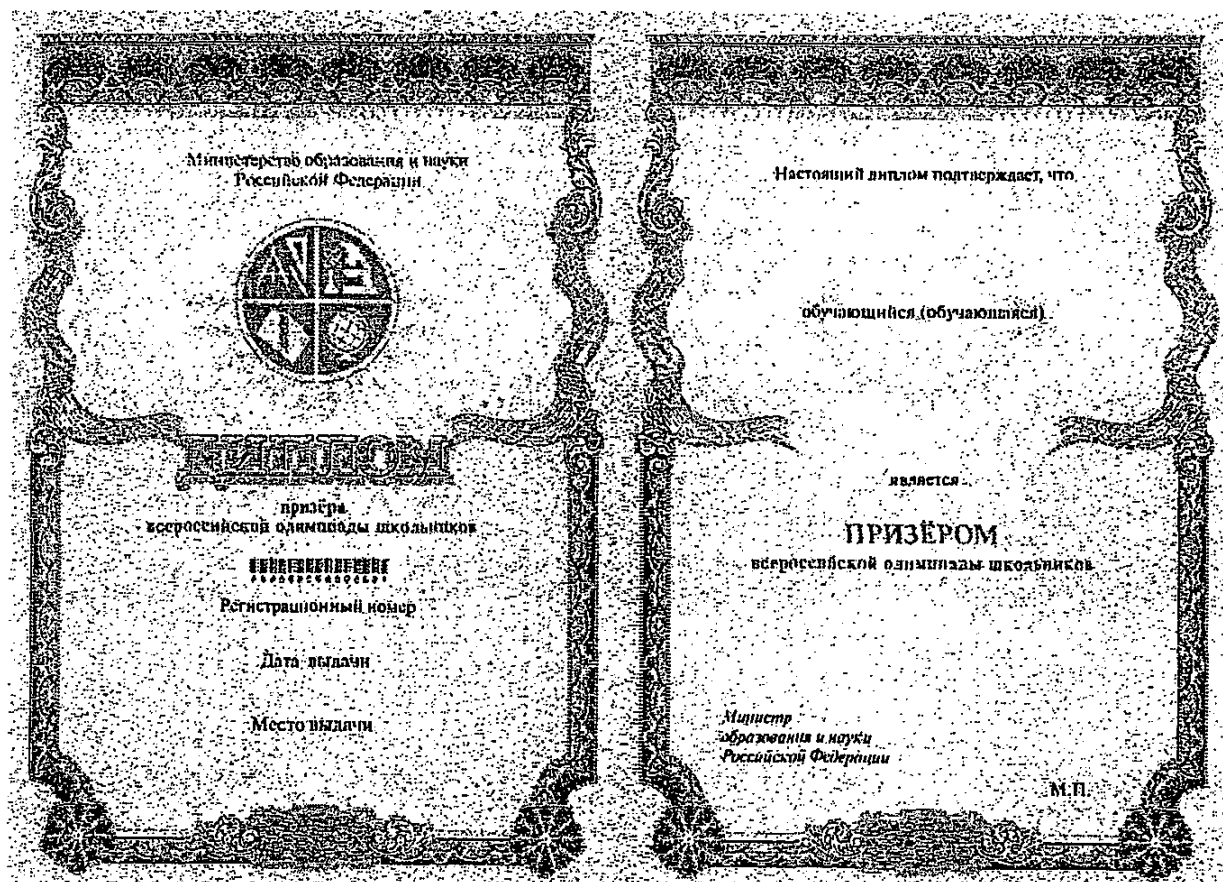 Министерство образования и науки
Российской Федерации
ДИПЛОМ
призёра
всероссийской олимпиады школьников
Регистрационный номер
Дата выдачи
Место выдачи
Настоящий диплом подтверждает, что
обучающийся (обучающаяся)
является
ПРИЗЁРОМ
всероссийской олимпиады школьников
Министр
образования и науки
Российской Федерации
М.П.